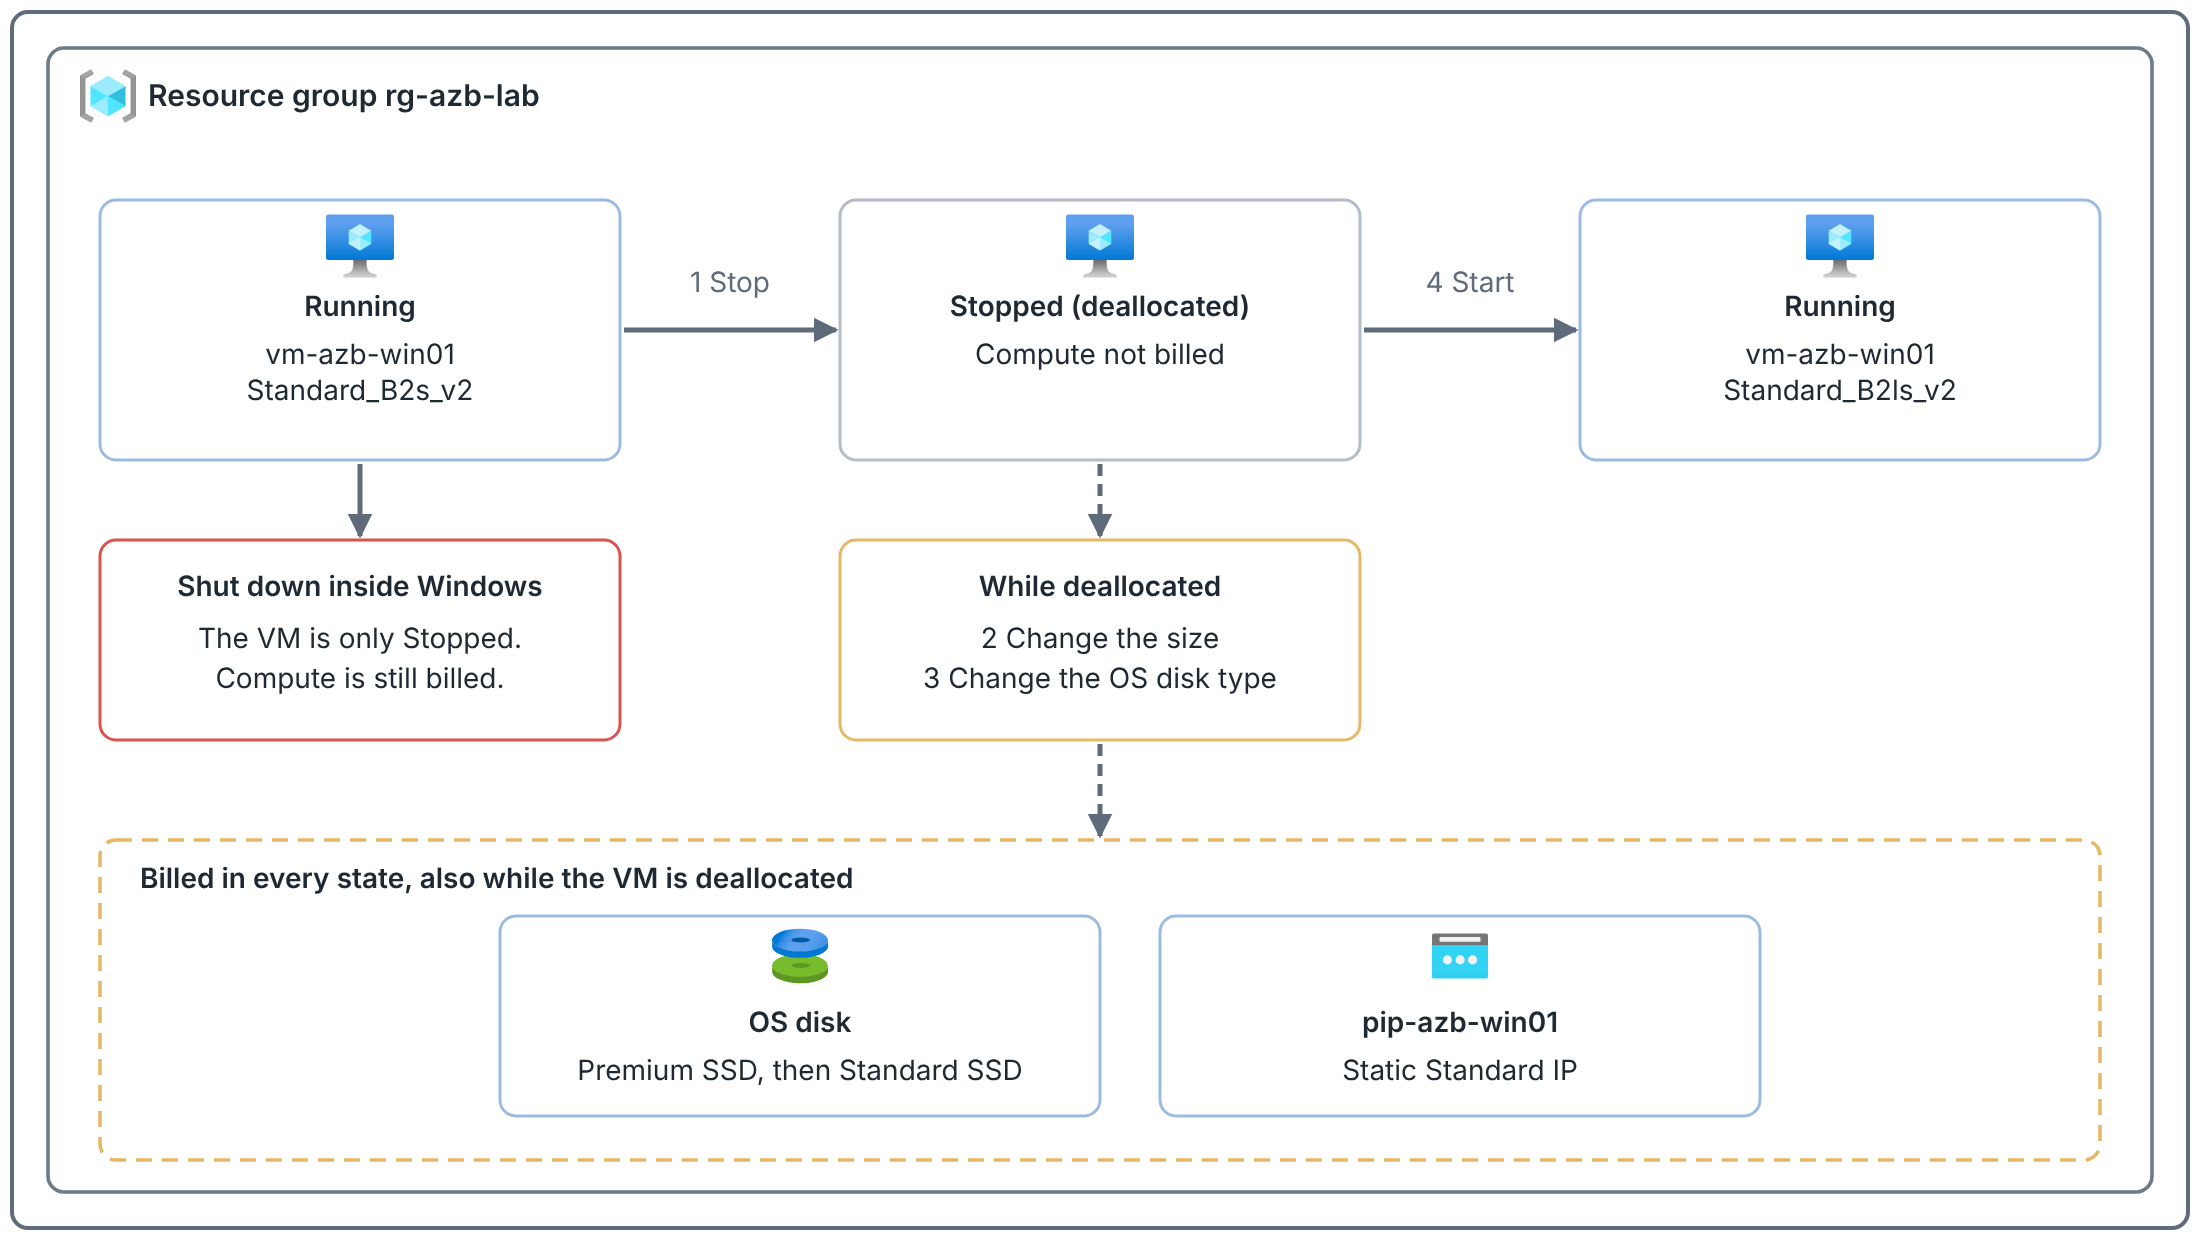 Resource group rg-azb-lab
Running
vm-azb-win01
Standard_B2s_v2
1 Stop
Stopped (deallocated)
Compute not billed
4 Start
Running
vm-azb-win01
Standard_B2ls_v2
Shut down inside Windows
The VM is only Stopped.
Compute is still billed.
While deallocated
2 Change the size
3 Change the OS disk type
Billed in every state, also while the VM is deallocated
OS disk
Premium SSD, then Standard SSD
pip-azb-win01
Static Standard IP